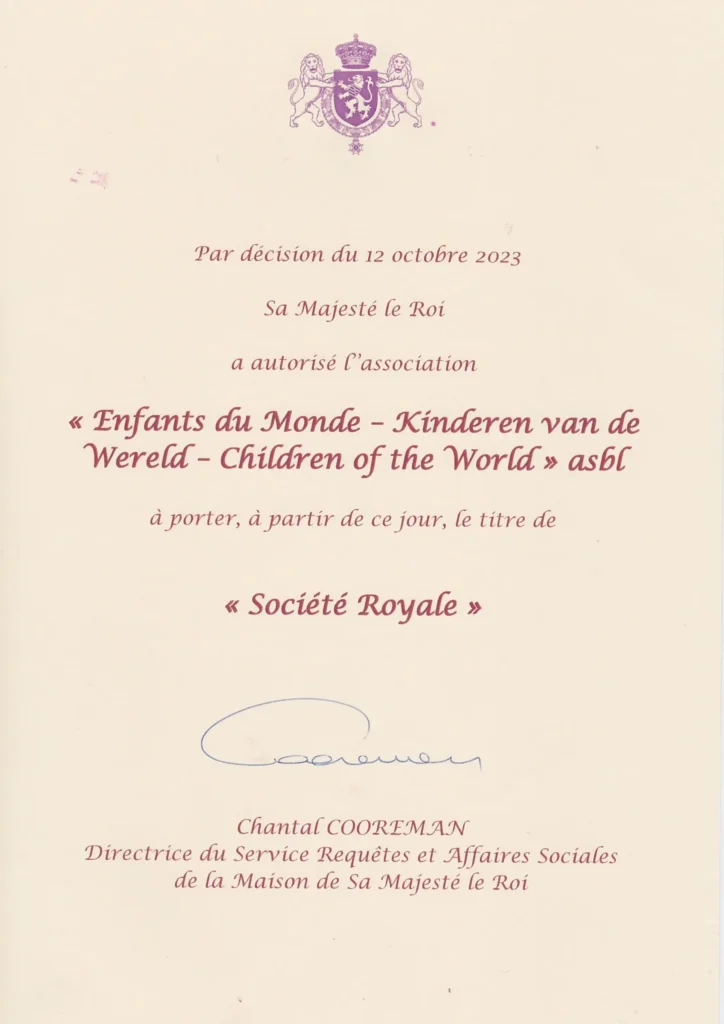 Par décision du 12 octobre 2023
Sa Majesté le Roi
a autorisé l’association
« Enfants du Monde – Kinderen van de
Wereld – Children of the World » asbl
à porter, à partir de ce jour, le titre de
« Société Royale »
Cooreman
Chantal COOREMAN
Directrice du Service Requêtes et Affaires Sociales
de la Maison de Sa Majesté le Roi